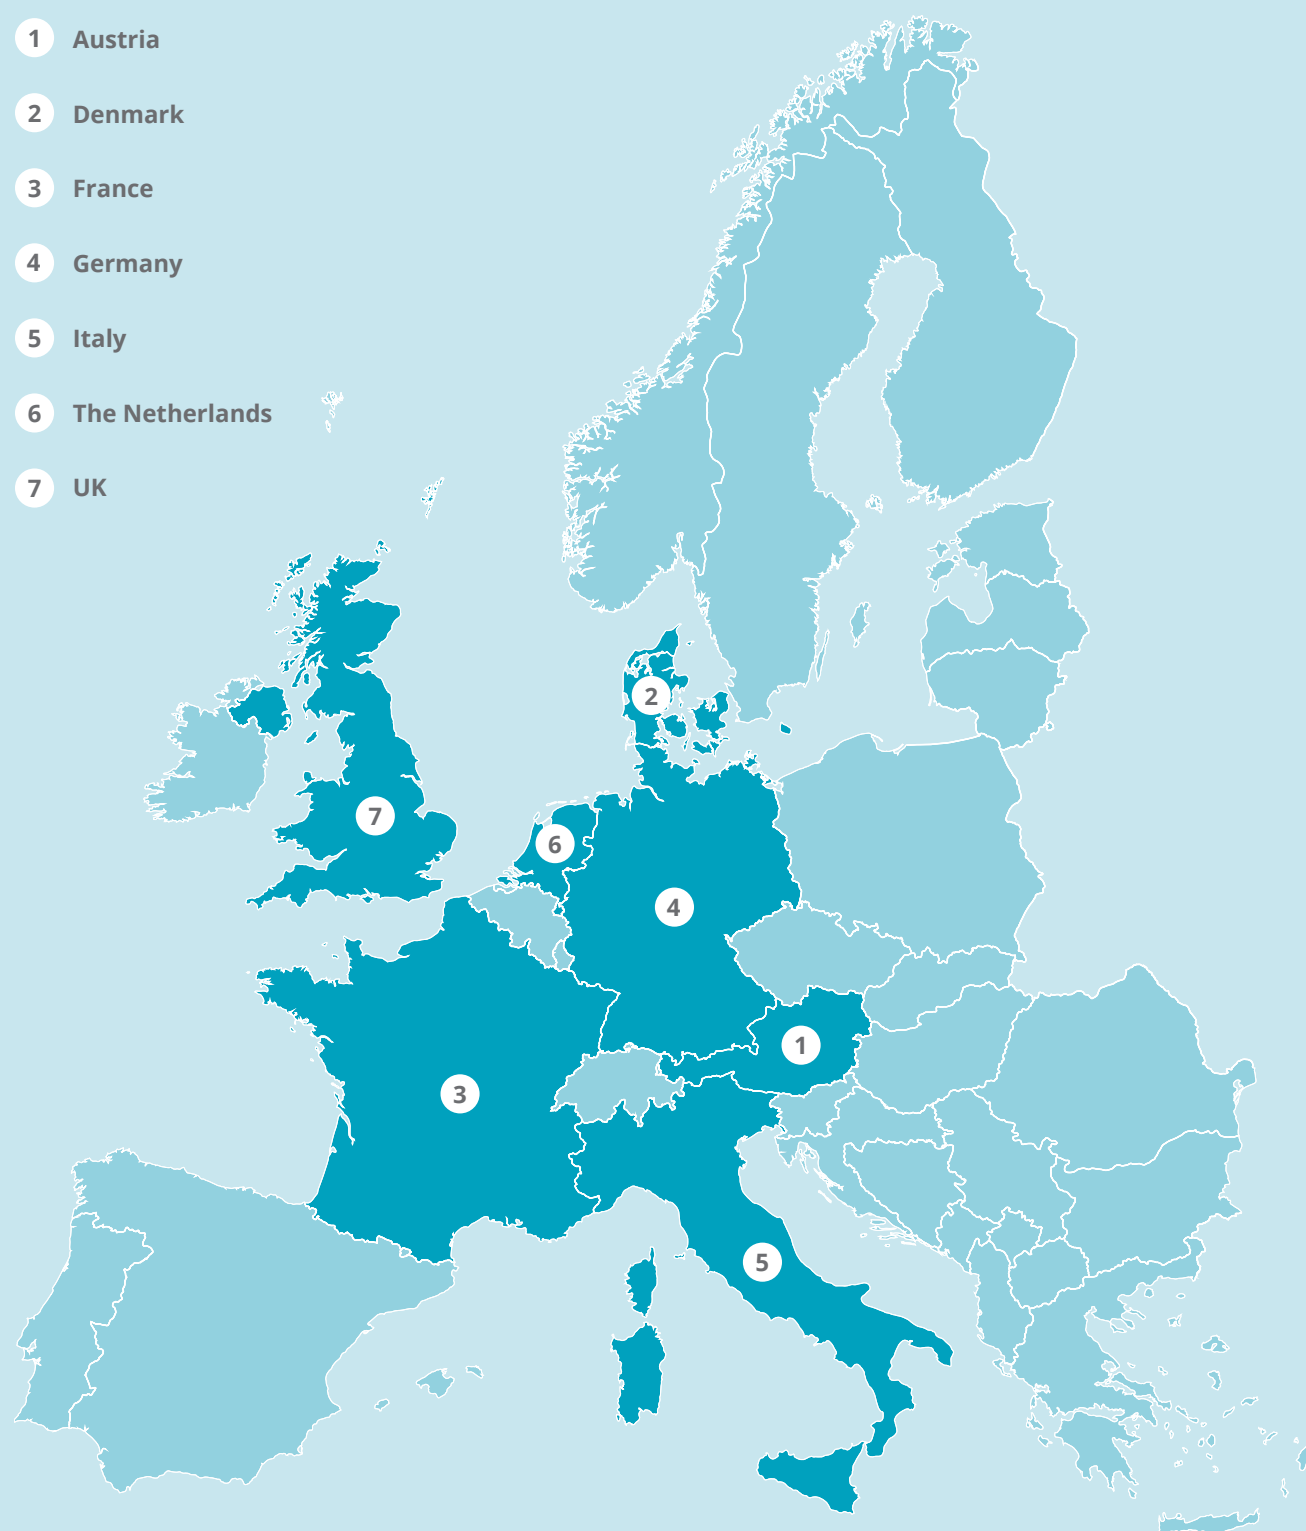 1 Austria
2 Denmark
3 France
4 Germany
5 Italy
6 The Netherlands
7 UK
2
7
6
4
1
3
5